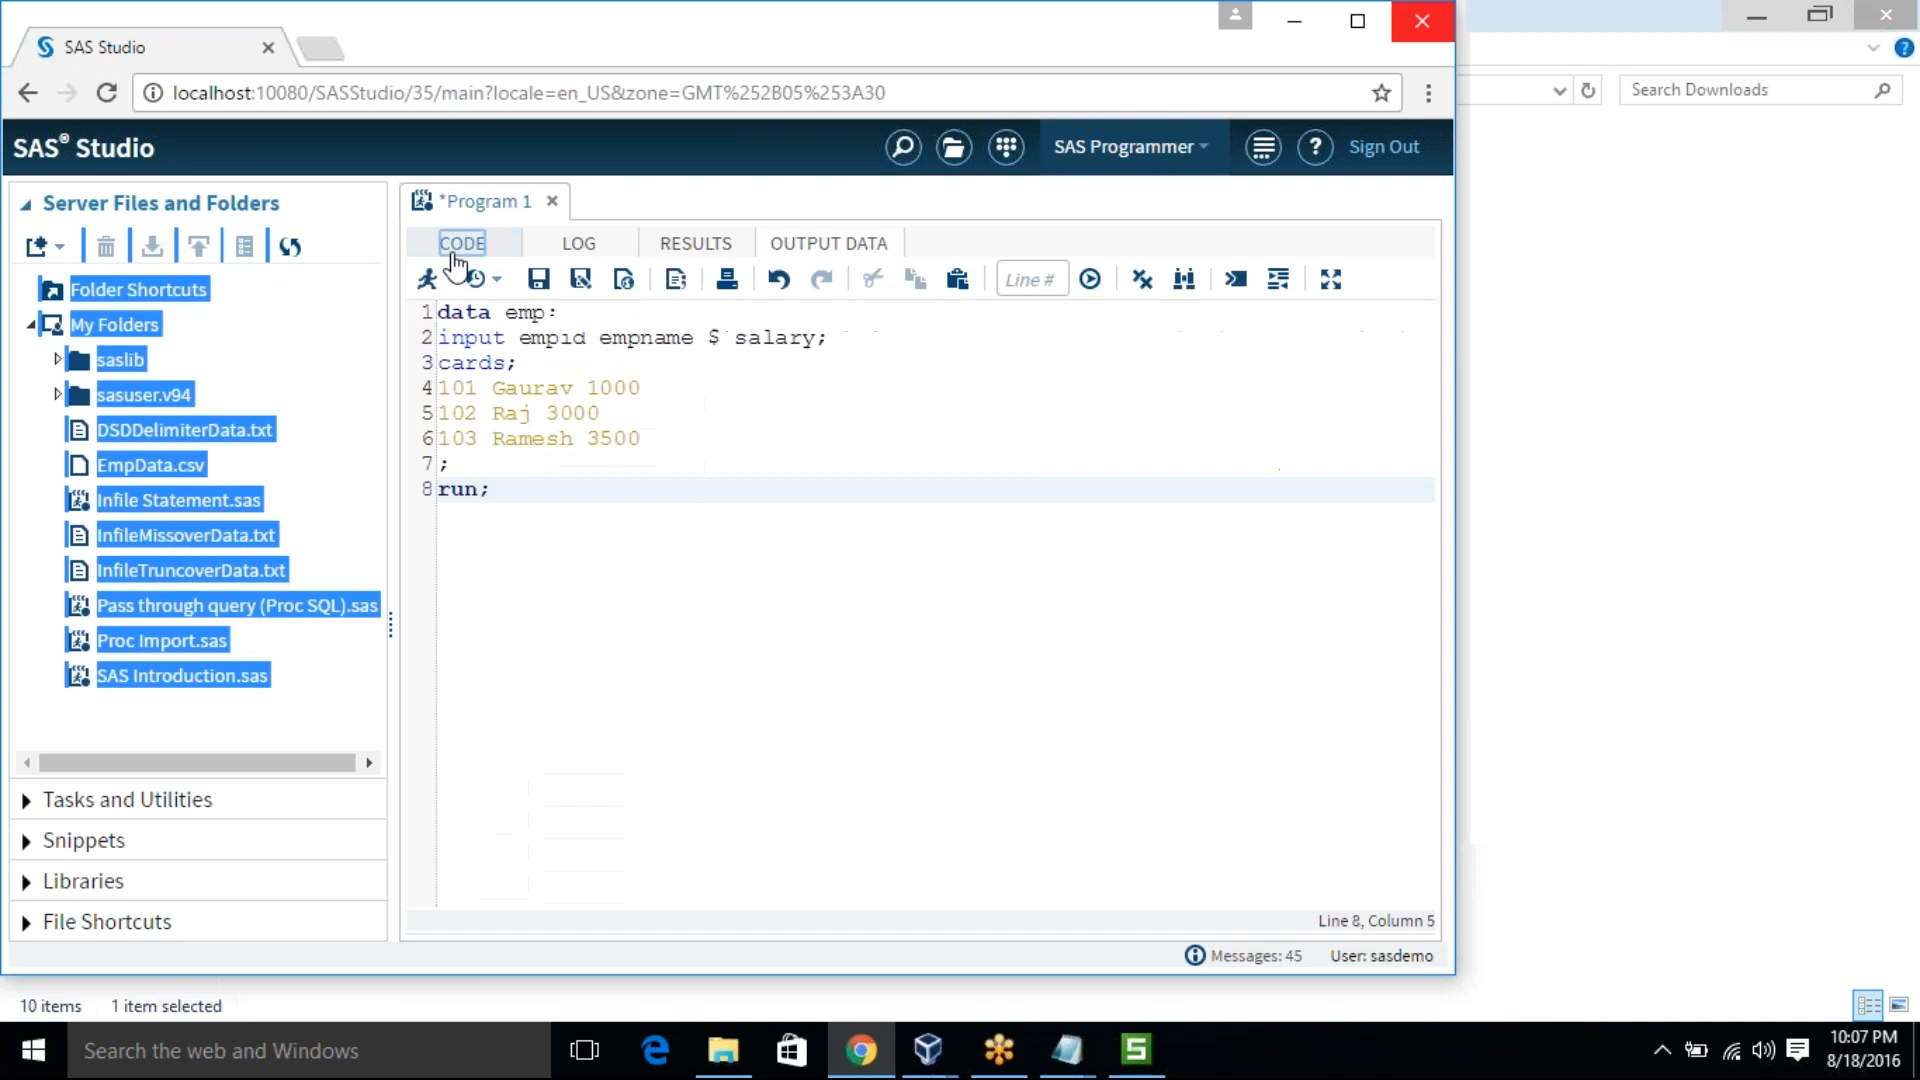 SAS Studio
localhost:10080/SASStudio/35/main?locale=en_US&zone=GMT%252B05%253A30
Search Downloads
SAS® Studio
SAS Programmer
Sign Out
Server Files and Folders
*Program 1
CODE
LOG
RESULTS
OUTPUT DATA
Line #
Folder Shortcuts
My Folders
saslib
sasuser.v94
DSDDelimiterData.txt
EmpData.csv
Infile Statement.sas
InfileMissoverData.txt
InfileTruncoverData.txt
Pass through query (Proc SQL).sas
Proc Import.sas
SAS Introduction.sas
1 data emp:
2 input empid empname $ salary;
3 cards;
4 101 Gaurav 1000
5 102 Raj 3000
6 103 Ramesh 3500
7 ;
8 run;
Tasks and Utilities
Snippets
Libraries
File Shortcuts
Line 8, Column 5
Messages: 45
User: sasdemo
10 items
1 item selected
Search the web and Windows
10:07 PM
8/18/2016